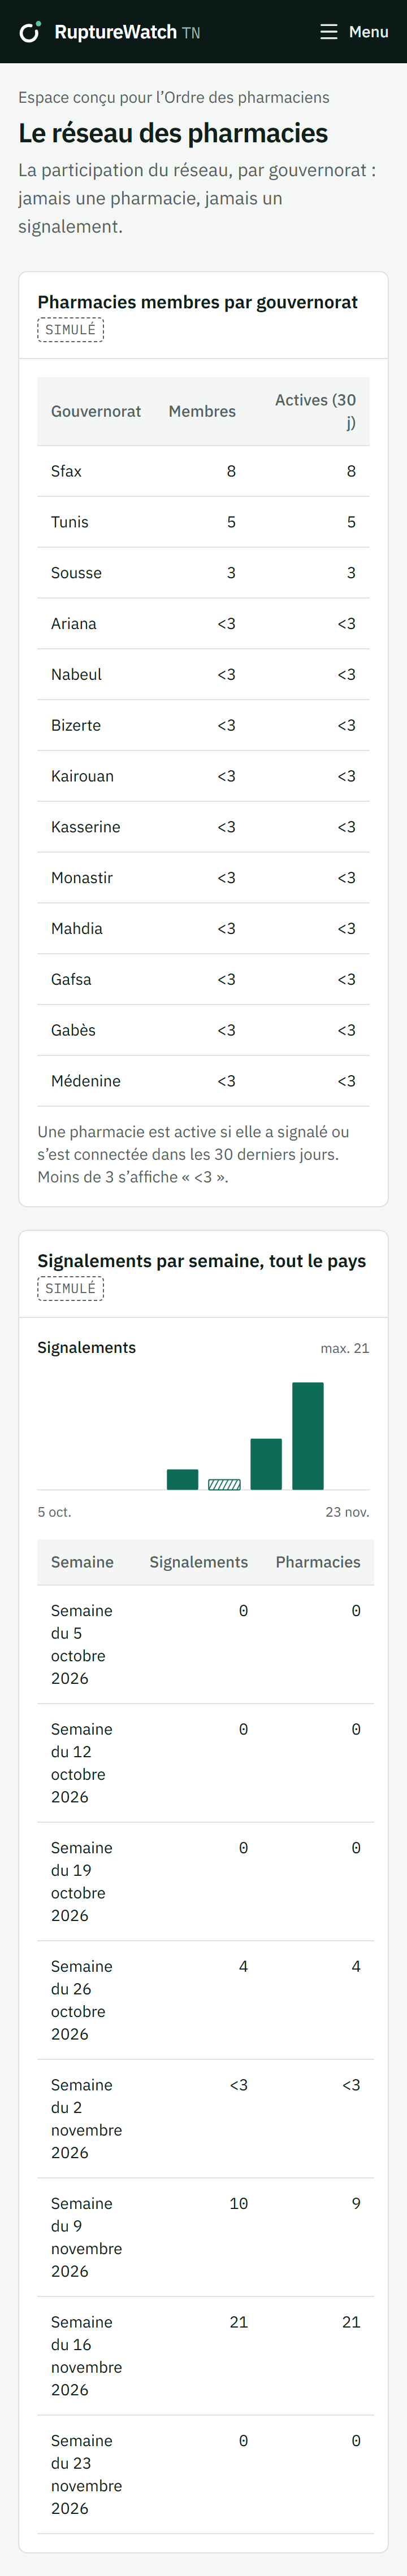 RuptureWatch TN
Menu
Espace conçu pour l’Ordre des pharmaciens
Le réseau des pharmacies
La participation du réseau, par gouvernorat :
jamais une pharmacie, jamais un
signalement.
Pharmacies membres par gouvernorat
SIMULÉ
Gouvernorat Membres Actives (30
j)
Sfax 8 8
Tunis 5 5
Sousse 3 3
Ariana <3 <3
Nabeul <3 <3
Bizerte <3 <3
Kairouan <3 <3
Kasserine <3 <3
Monastir <3 <3
Mahdia <3 <3
Gafsa <3 <3
Gabès <3 <3
Médenine <3 <3
Une pharmacie est active si elle a signalé ou
s’est connectée dans les 30 derniers jours.
Moins de 3 s’affiche « <3 ».
Signalements par semaine, tout le pays
SIMULÉ
Signalements max. 21
5 oct. 23 nov.
Semaine Signalements Pharmacies
Semaine 0 0
du 5
octobre
2026
Semaine 0 0
du 12
octobre
2026
Semaine 0 0
du 19
octobre
2026
Semaine 4 4
du 26
octobre
2026
Semaine <3 <3
du 2
novembre
2026
Semaine 10 9
du 9
novembre
2026
Semaine 21 21
du 16
novembre
2026
Semaine 0 0
du 23
novembre
2026